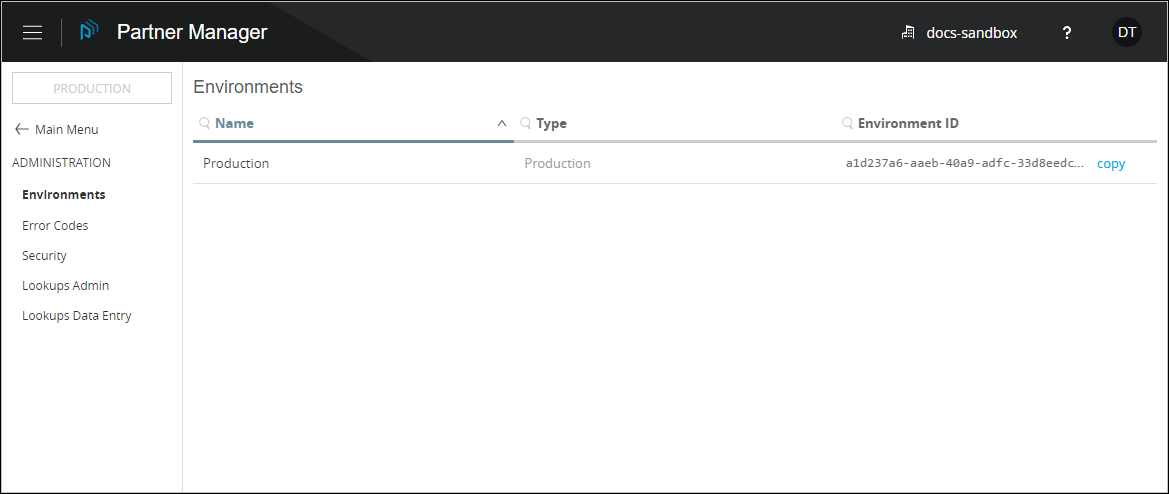 Partner Manager
docs-sandbox
?
DT
PRODUCTION
Main Menu
ADMINISTRATION
Environments
Error Codes
Security
Lookups Admin
Lookups Data Entry
Environments
Name Type Environment ID
Production Production a1d237a6-aaeb-40a9-adfc-33d8eedc... copy